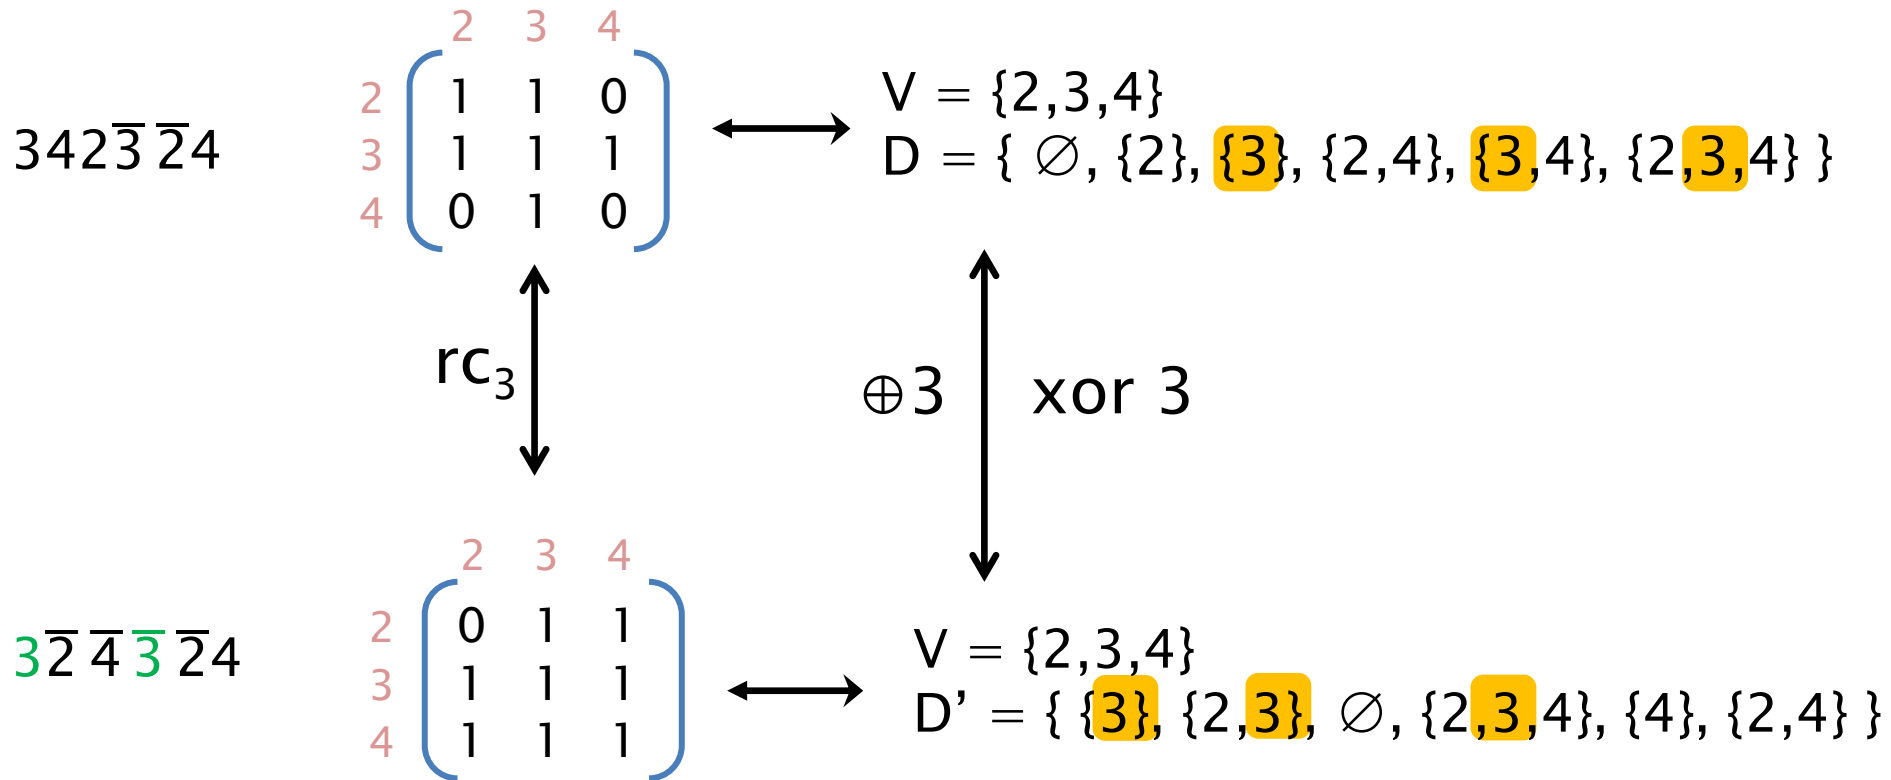 2 3 4
2 1 1 0
3 1 1 1
4 0 1 0
3423̅ 2̅4
V = {2,3,4}
D = { ∅, {2}, {3}, {2,4}, {3,4}, {2,3,4} }
rc₃
⊕3
xor 3
2 3 4
2 0 1 1
3 1 1 1
4 1 1 1
32̅ 4̅ 3̅ 2̅4
V = {2,3,4}
D’ = { {3}, {2,3}, ∅, {2,3,4}, {4}, {2,4} }